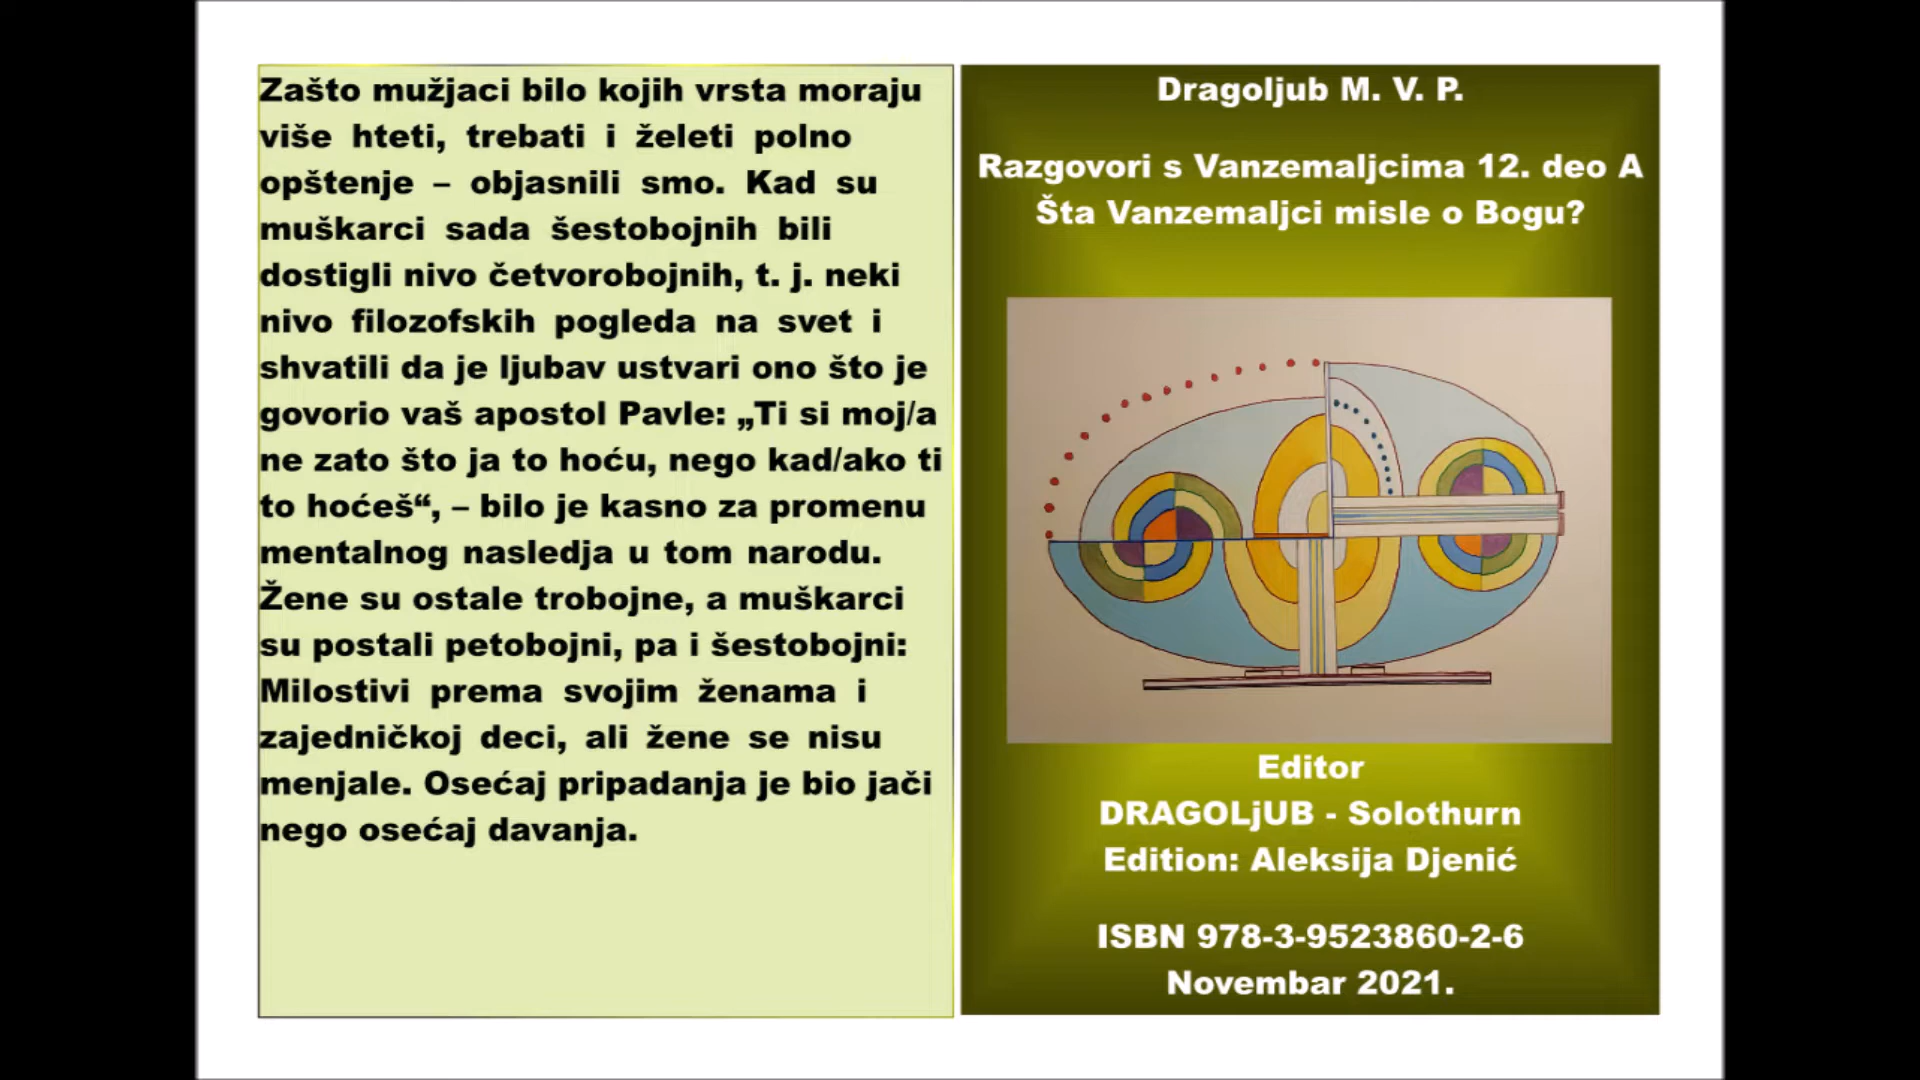 Zašto mužjaci bilo kojih vrsta moraju
više hteti, trebati i želeti polno
opštenje – objasnili smo. Kad su
muškarci sada šestobojnih bili
dostigli nivo četvorobojnih, t. j. neki
nivo filozofskih pogleda na svet i
shvatili da je ljubav ustvari ono što je
govorio vaš apostol Pavle: „Ti si moj/a
ne zato što ja to hoću, nego kad/ako ti
to hoćeš“, – bilo je kasno za promenu
mentalnog nasledja u tom narodu.
Žene su ostale trobojne, a muškarci
su postali petobojni, pa i šestobojni:
Milostivi prema svojim ženama i
zajedničkoj deci, ali žene se nisu
menjale. Osećaj pripadanja je bio jači
nego osećaj davanja.
Dragoljub M. V. P.
Razgovori s Vanzemaljcima 12. deo A
Šta Vanzemaljci misle o Bogu?
Editor
DRAGOLjUB - Solothurn
Edition: Aleksija Djenić
ISBN 978-3-9523860-2-6
Novembar 2021.